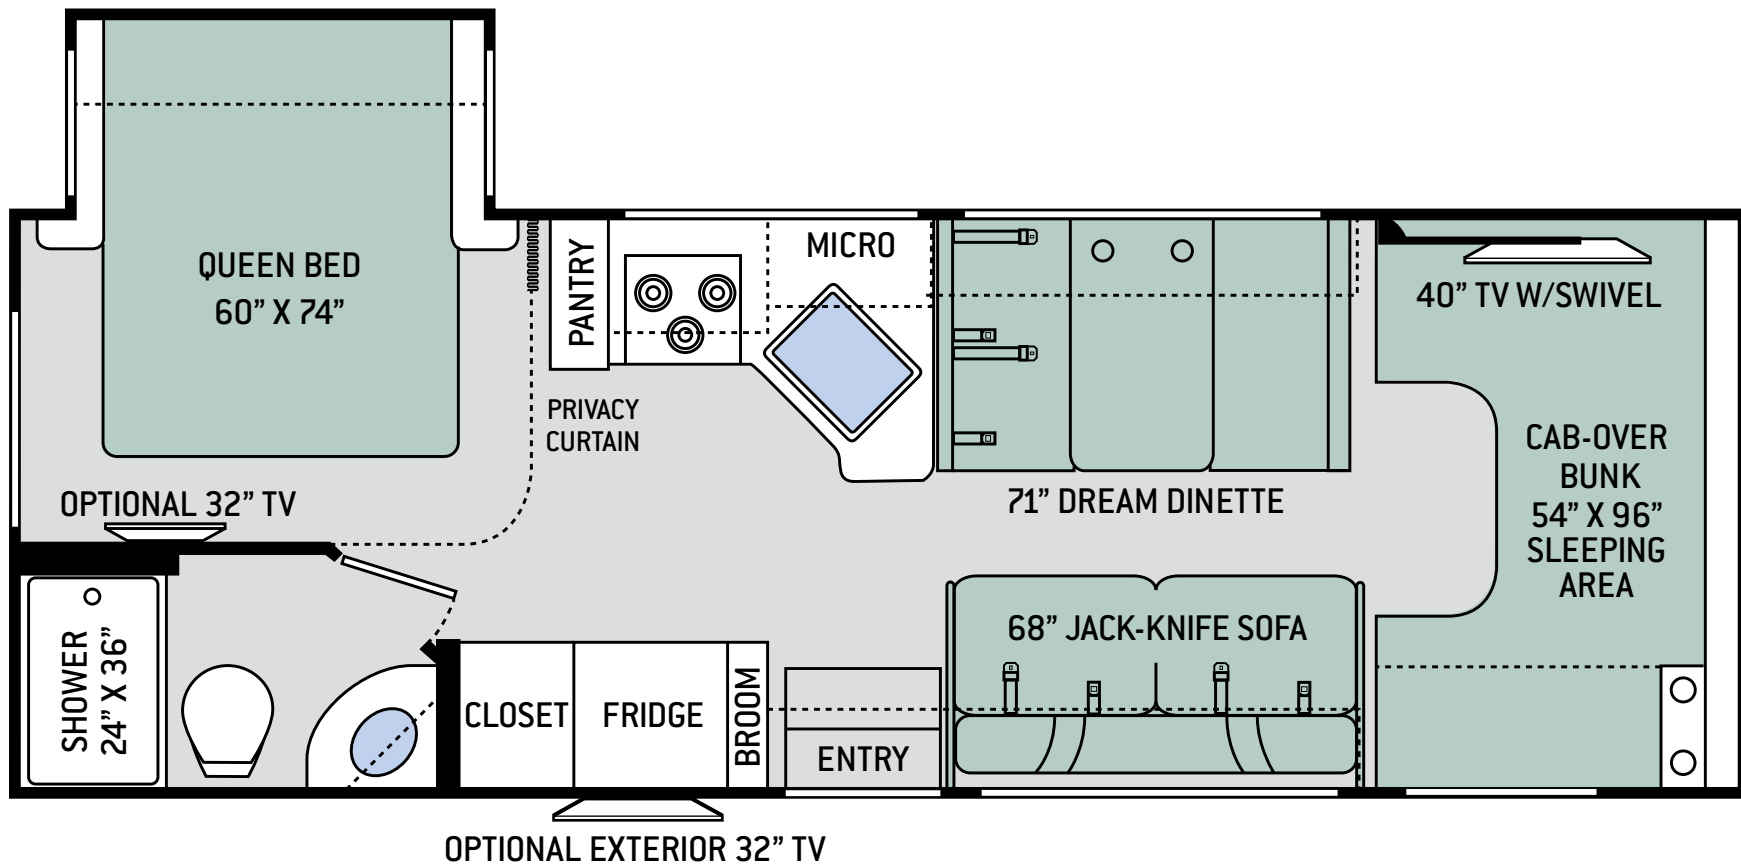 QUEEN BED
60” X 74”
PANTRY
MICRO
40” TV W/SWIVEL
PRIVACY
CURTAIN
CAB-OVER
BUNK
54” X 96”
SLEEPING
AREA
OPTIONAL 32” TV
71” DREAM DINETTE
SHOWER
24” X 36”
68” JACK-KNIFE SOFA
CLOSET
FRIDGE
BROOM
ENTRY
OPTIONAL EXTERIOR 32” TV